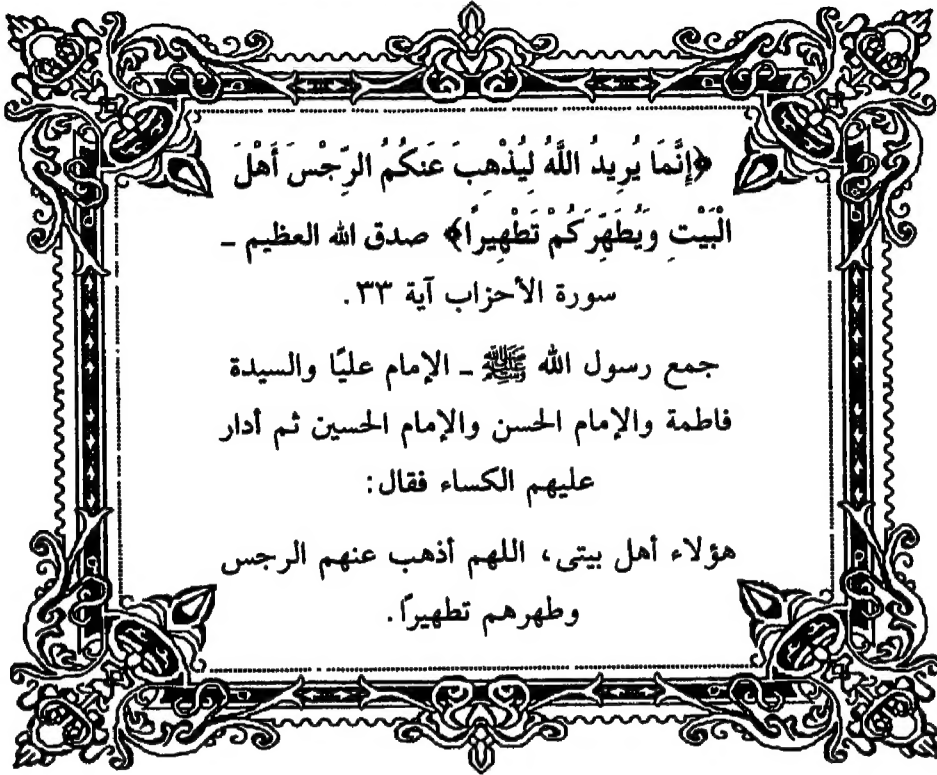 ﴿إِنَّمَا يُرِيدُ اللَّهُ لِيُذْهِبَ عَنكُمُ الرِّجْسَ أَهْلَ
الْبَيْتِ وَيُطَهِّرَكُمْ تَطْهِيراً﴾ صدق الله العظيم ـ
سورة الأحزاب آية ٣٣.
جمع رسول الله ﷺ ـ الإمام عليًا والسيدة
فاطمة والإمام الحسن والإمام الحسين ثم أدار
عليهم الكساء فقال:
هؤلاء أهل بيتى، اللهم أذهب عنهم الرجس
وطهرهم تطهيراً.